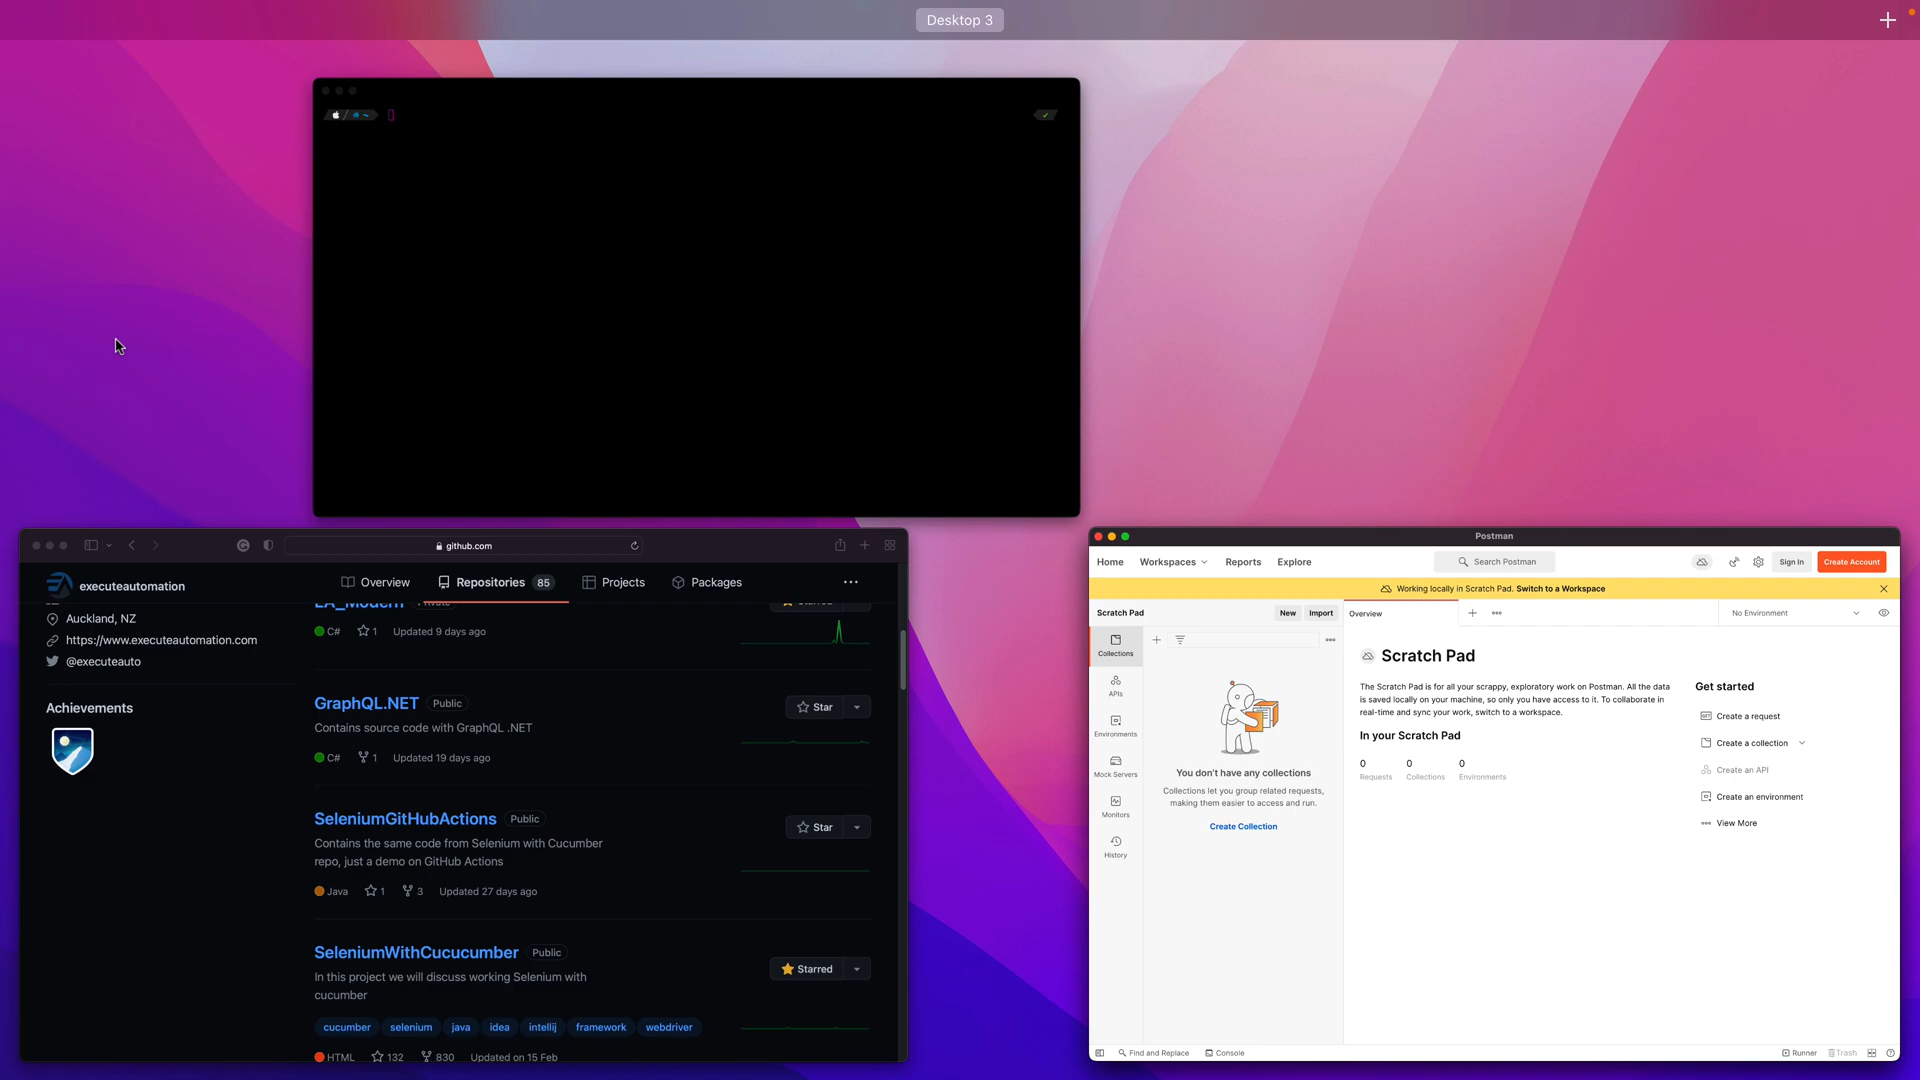 Desktop 3
/ ~
github.com
executeautomation
Overview
Repositories 85
Projects
Packages
Auckland, NZ
https://www.executeautomation.com
@executeauto
Achievements
EA_Modern Private
Starred
C# 1 Updated 9 days ago
GraphQL.NET Public
Star
Contains source code with GraphQL .NET
C# 1 Updated 19 days ago
SeleniumGitHubActions Public
Star
Contains the same code from Selenium with Cucumber
repo, just a demo on GitHub Actions
Java 1 3 Updated 27 days ago
SeleniumWithCucucumber Public
Starred
In this project we will discuss working Selenium with
cucumber
cucumber selenium java idea intellij framework webdriver
HTML 132 830 Updated on 15 Feb
Postman
Home Workspaces Reports Explore
Search Postman
Sign In
Create Account
Working locally in Scratch Pad. Switch to a Workspace
Scratch Pad
New
Import
Overview
No Environment
Collections
APIs
Environments
Mock Servers
Monitors
History
You don't have any collections
Collections let you group related requests,
making them easier to access and run.
Create Collection
Scratch Pad
The Scratch Pad is for all your scrappy, exploratory work on Postman. All the data
is saved locally on your machine, so only you have access to it. To collaborate in
real-time and sync your work, switch to a workspace.
In your Scratch Pad
0 0 0
Requests Collections Environments
Get started
GET Create a request
Create a collection
Create an API
Create an environment
View More
Find and Replace
Console
Runner
Trash